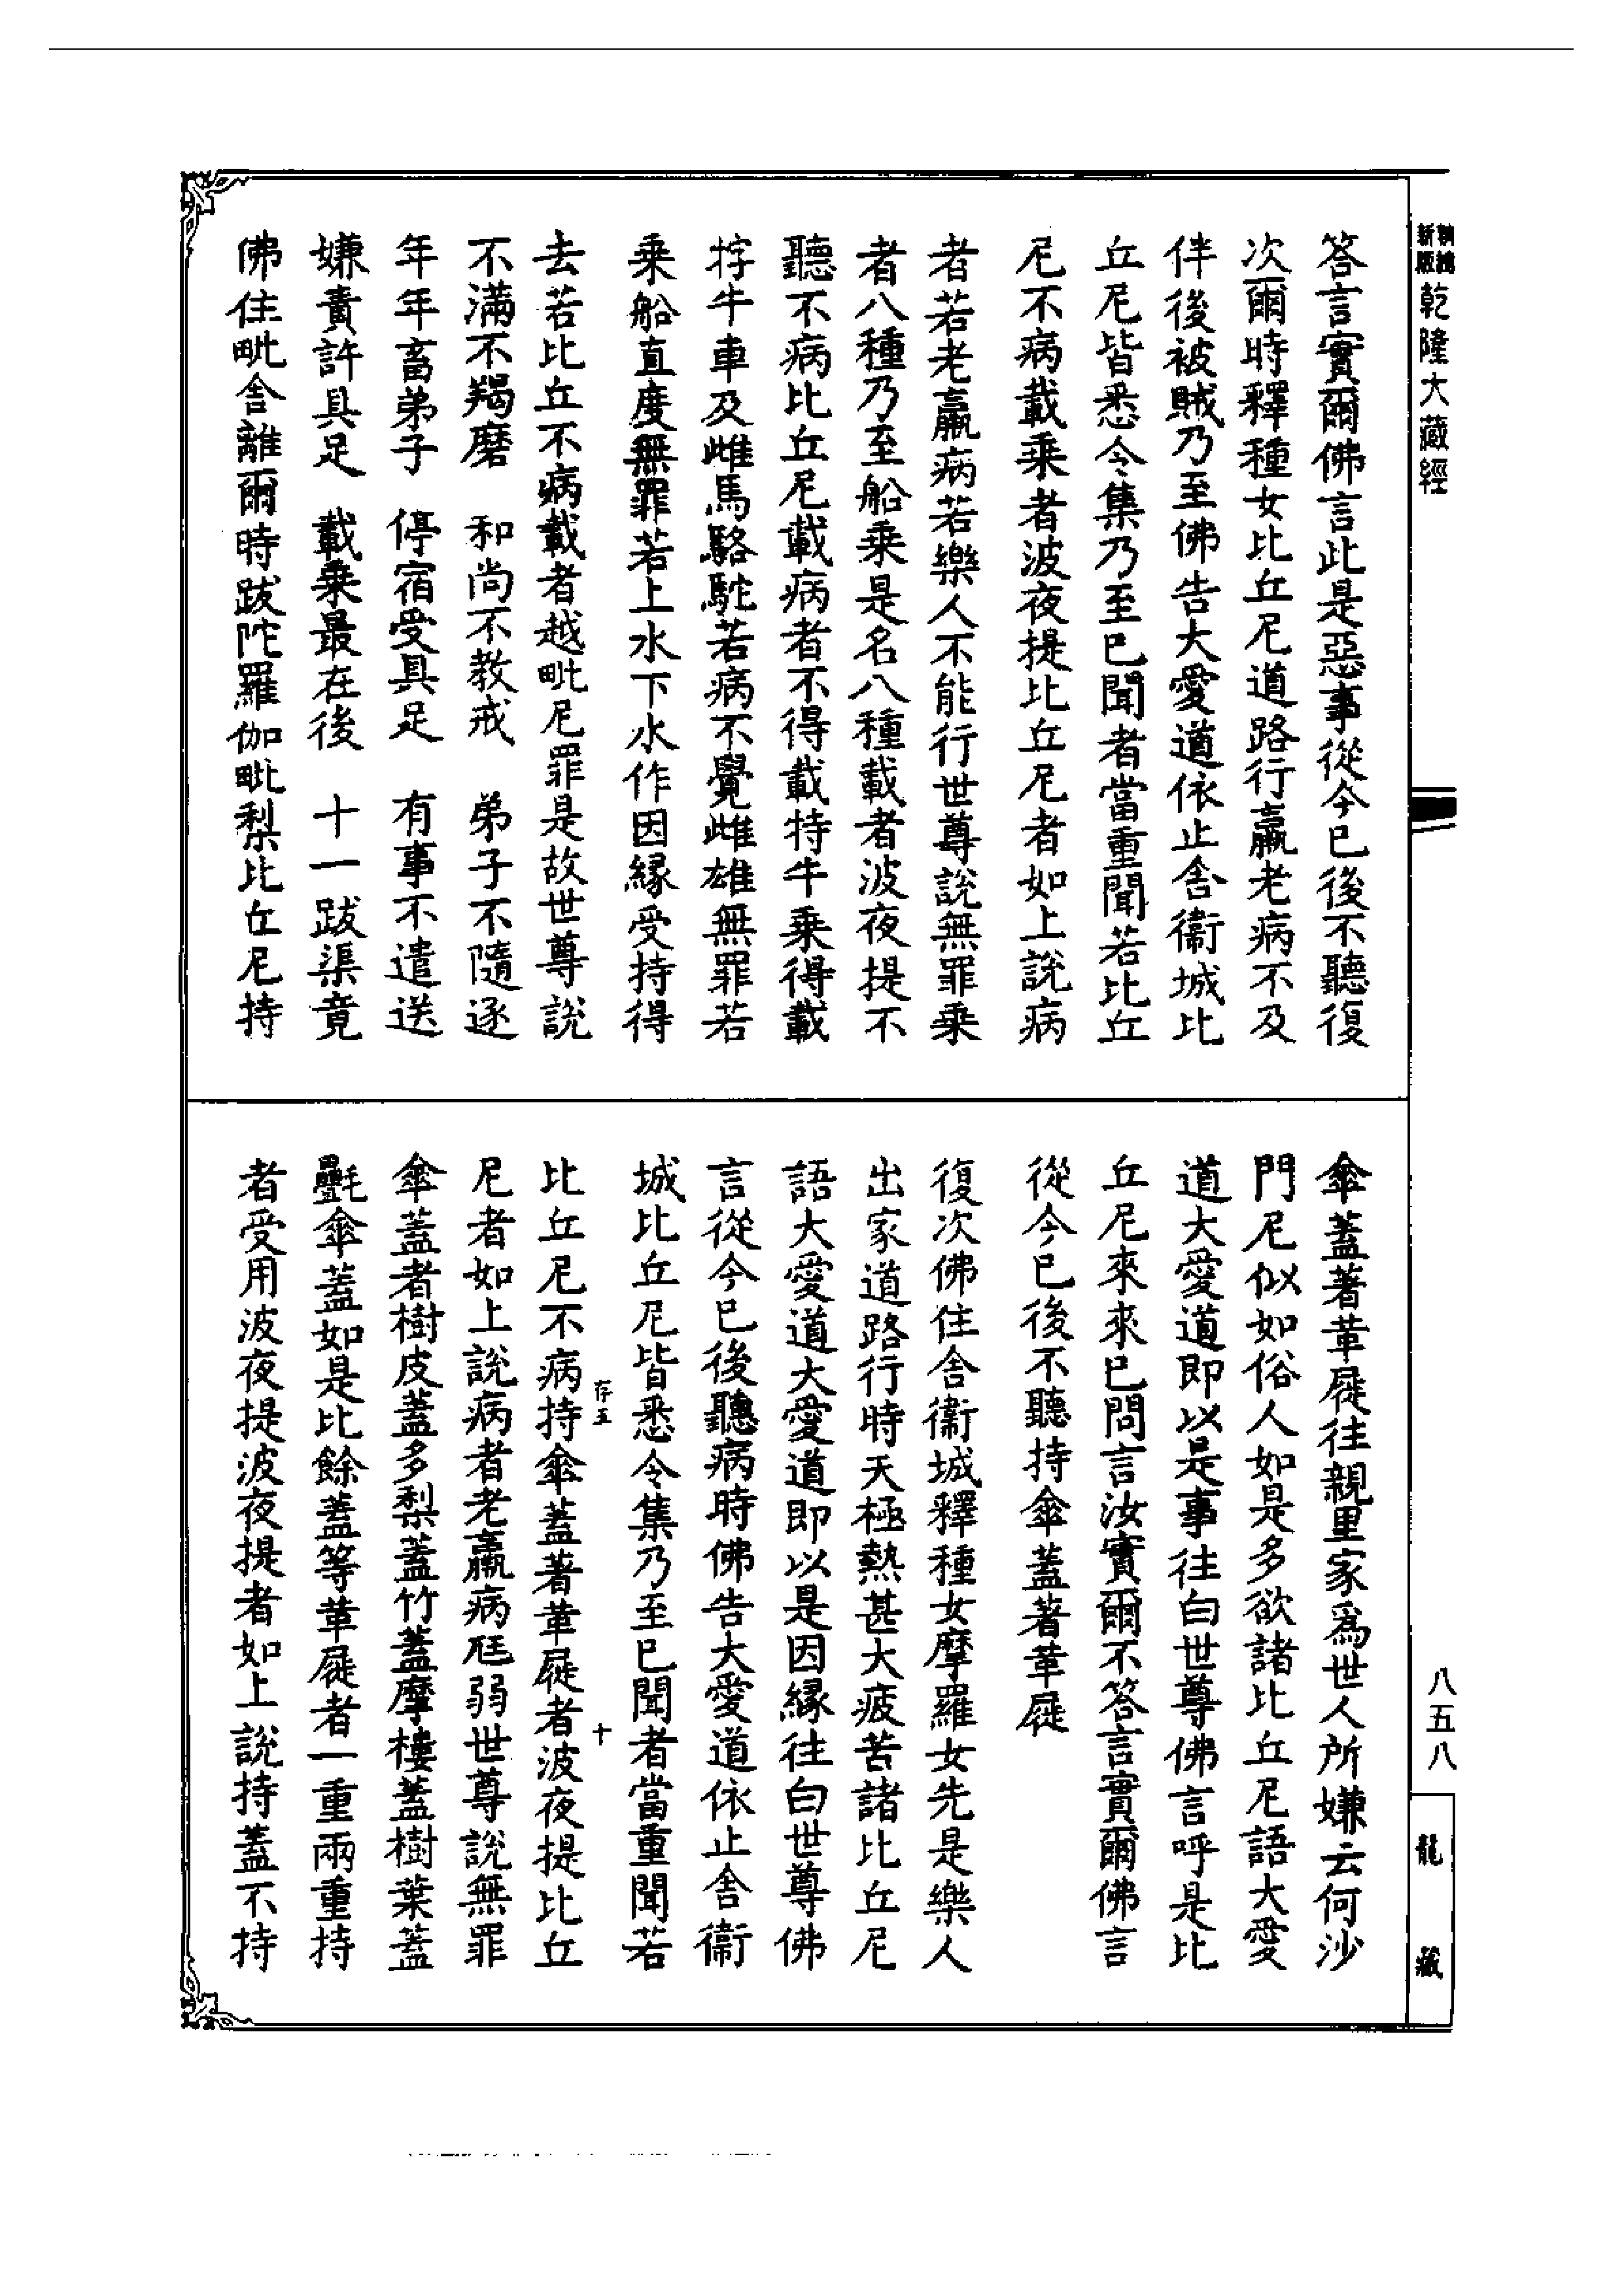 新版
乾隆大藏經
八五八
龍藏
答言實爾佛言此是惡事從今已後不聽復
次爾時釋種女比丘尼道路行羸老病不及
伴後被賊乃至佛告大愛道依止舍衞城比
丘尼皆悉令集乃至已聞者當重聞若比丘
尼不病載乘者波夜提比丘尼者如上說病
者若老羸病若樂人不能行世尊說無罪乘
者八種乃至船乘是名八種載者波夜提不
聽不病比丘尼載病者不得載特牛乘得載
牸牛車及雌馬駱駝若病不覺雌雄無罪若
乘船直度無罪若上水下水作因緣受持得
去若比丘不病載者越毗尼罪是故世尊說
不滿不羯磨　和尚不教戒　弟子不隨逐
年年畜弟子　停宿受具足　有事不遣送
嫌責許具足　載乘最在後　十一跋渠竟
佛住毗舍離爾時跋陀羅伽毗梨比丘尼持
傘蓋著革屣往親里家爲世人所嫌云何沙
門尼似如俗人如是多欲諸比丘尼語大愛
道大愛道即以是事往白世尊佛言呼是比
丘尼來來已問言汝實爾不答言實爾佛言
從今已後不聽持傘蓋著革屣
復次佛住舍衞城釋種女摩羅女先是樂人
出家道路行時天極熱甚大疲苦諸比丘尼
語大愛道大愛道即以是因緣往白世尊佛
言從今已後聽病時佛告大愛道依止舍衞
城比丘尼皆悉令集乃至已聞者當重聞若
存五
十
比丘尼不病持傘蓋著革屣者波夜提比丘
尼者如上說病者老羸病尫弱世尊說無罪
傘蓋者樹皮蓋多梨蓋竹蓋摩樓蓋樹葉蓋
氎傘蓋如是比餘蓋等革屣者一重兩重持
者受用波夜提波夜提者如上說持蓋不持